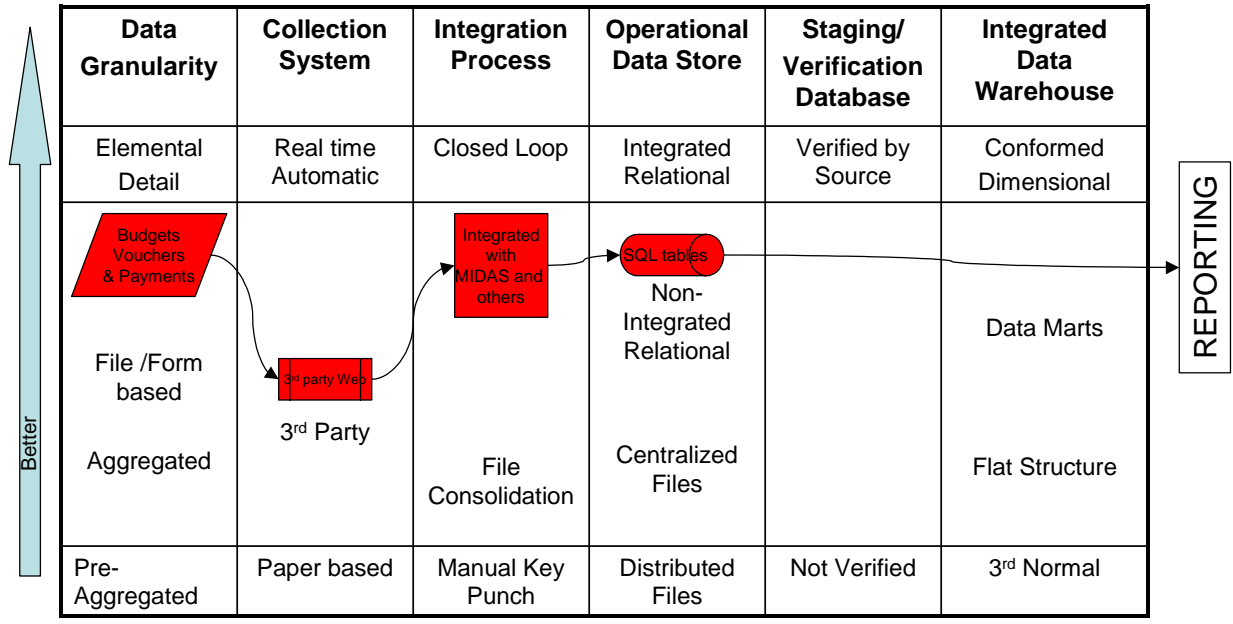 Data
Granularity
Collection
System
Integration
Process
Operational
Data Store
Staging/
Verification
Database
Integrated
Data
Warehouse
Elemental
Detail
Real time
Automatic
Closed Loop
Integrated
Relational
Verified by
Source
Conformed
Dimensional
Budgets
Vouchers
& Payments
File /Form
based
Aggregated
3rd party Web
3rd Party
Integrated
with
MIDAS and
others
File
Consolidation
SQL tables
Non-
Integrated
Relational
Centralized
Files
Data Marts
Flat Structure
Pre-
Aggregated
Paper based
Manual Key
Punch
Distributed
Files
Not Verified
3rd Normal
Better
REPORTING